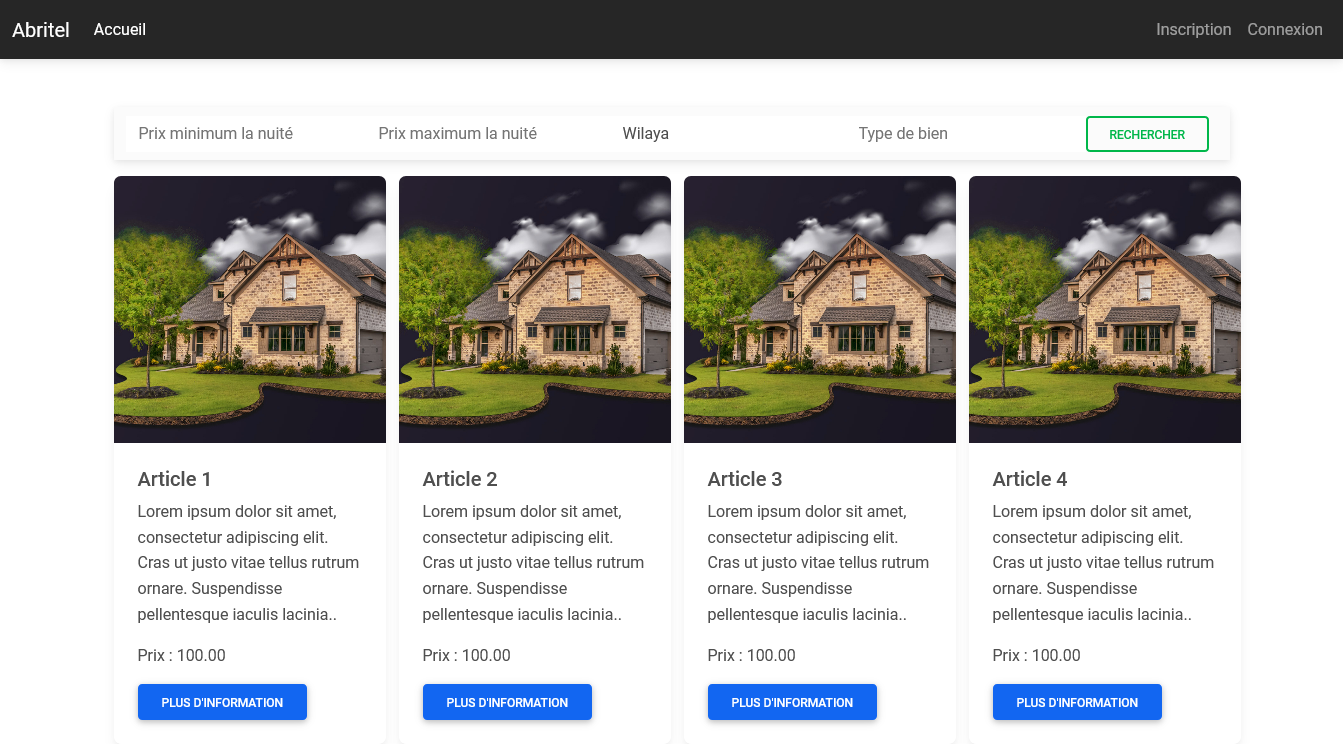 Abritel Accueil Inscription Connexion
Prix minimum la nuité Prix maximum la nuité Wilaya Type de bien RECHERCHER
Article 1
Lorem ipsum dolor sit amet,
consectetur adipiscing elit.
Cras ut justo vitae tellus rutrum
ornare. Suspendisse
pellentesque iaculis lacinia..
Prix : 100.00
PLUS D'INFORMATION
Article 2
Lorem ipsum dolor sit amet,
consectetur adipiscing elit.
Cras ut justo vitae tellus rutrum
ornare. Suspendisse
pellentesque iaculis lacinia..
Prix : 100.00
PLUS D'INFORMATION
Article 3
Lorem ipsum dolor sit amet,
consectetur adipiscing elit.
Cras ut justo vitae tellus rutrum
ornare. Suspendisse
pellentesque iaculis lacinia..
Prix : 100.00
PLUS D'INFORMATION
Article 4
Lorem ipsum dolor sit amet,
consectetur adipiscing elit.
Cras ut justo vitae tellus rutrum
ornare. Suspendisse
pellentesque iaculis lacinia..
Prix : 100.00
PLUS D'INFORMATION